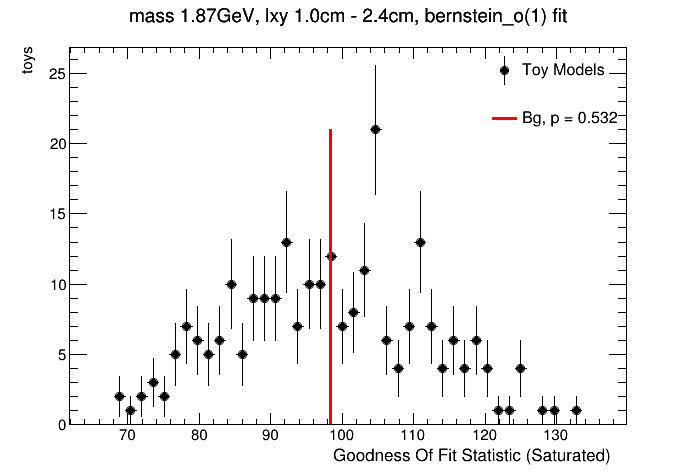 mass 1.87GeV, lxy 1.0cm - 2.4cm, bernstein_o(1) fit
toys
25
20
15
10
5
0
Toy Models
Bg, p = 0.532
70 80 90 100 110 120 130
Goodness Of Fit Statistic (Saturated)